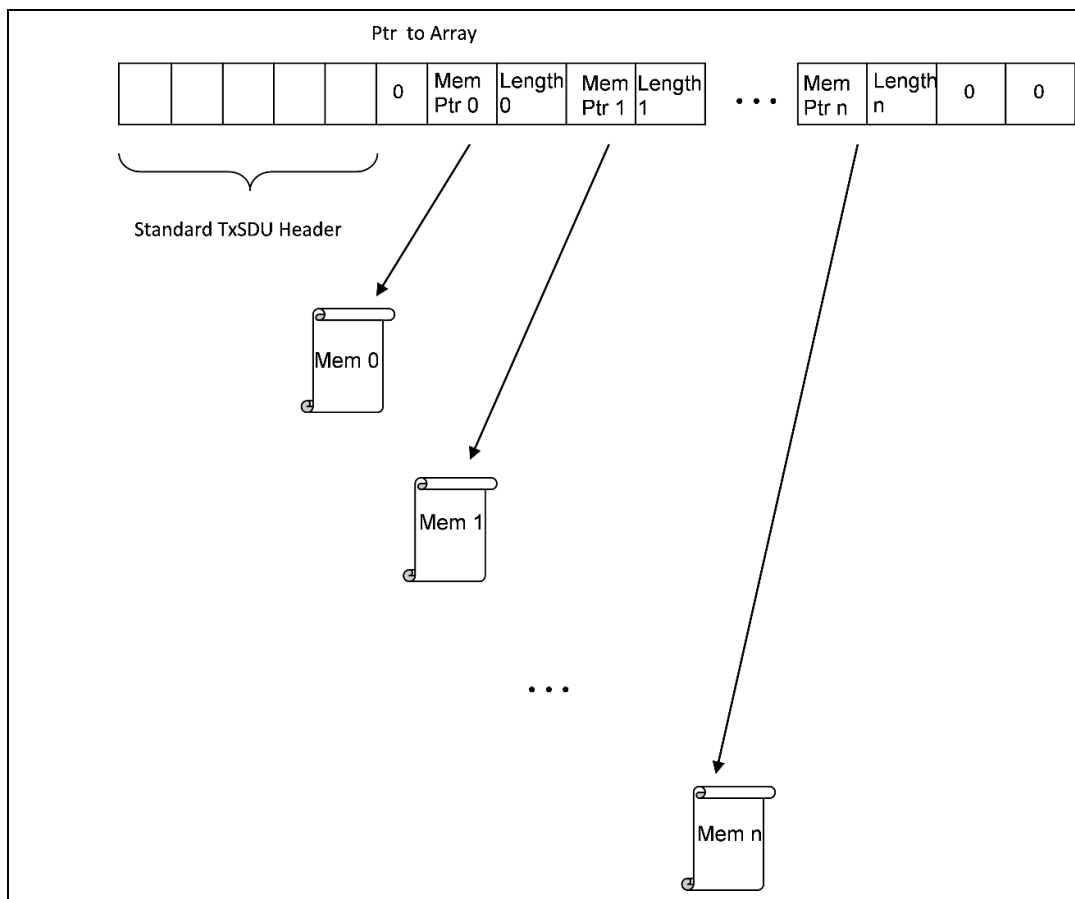 Ptr to Array
0
Mem Ptr 0
Length 0
Mem Ptr 1
Length 1
...
Mem Ptr n
Length n
0
0
Standard TxSDU Header
Mem 0
Mem 1
...
Mem n